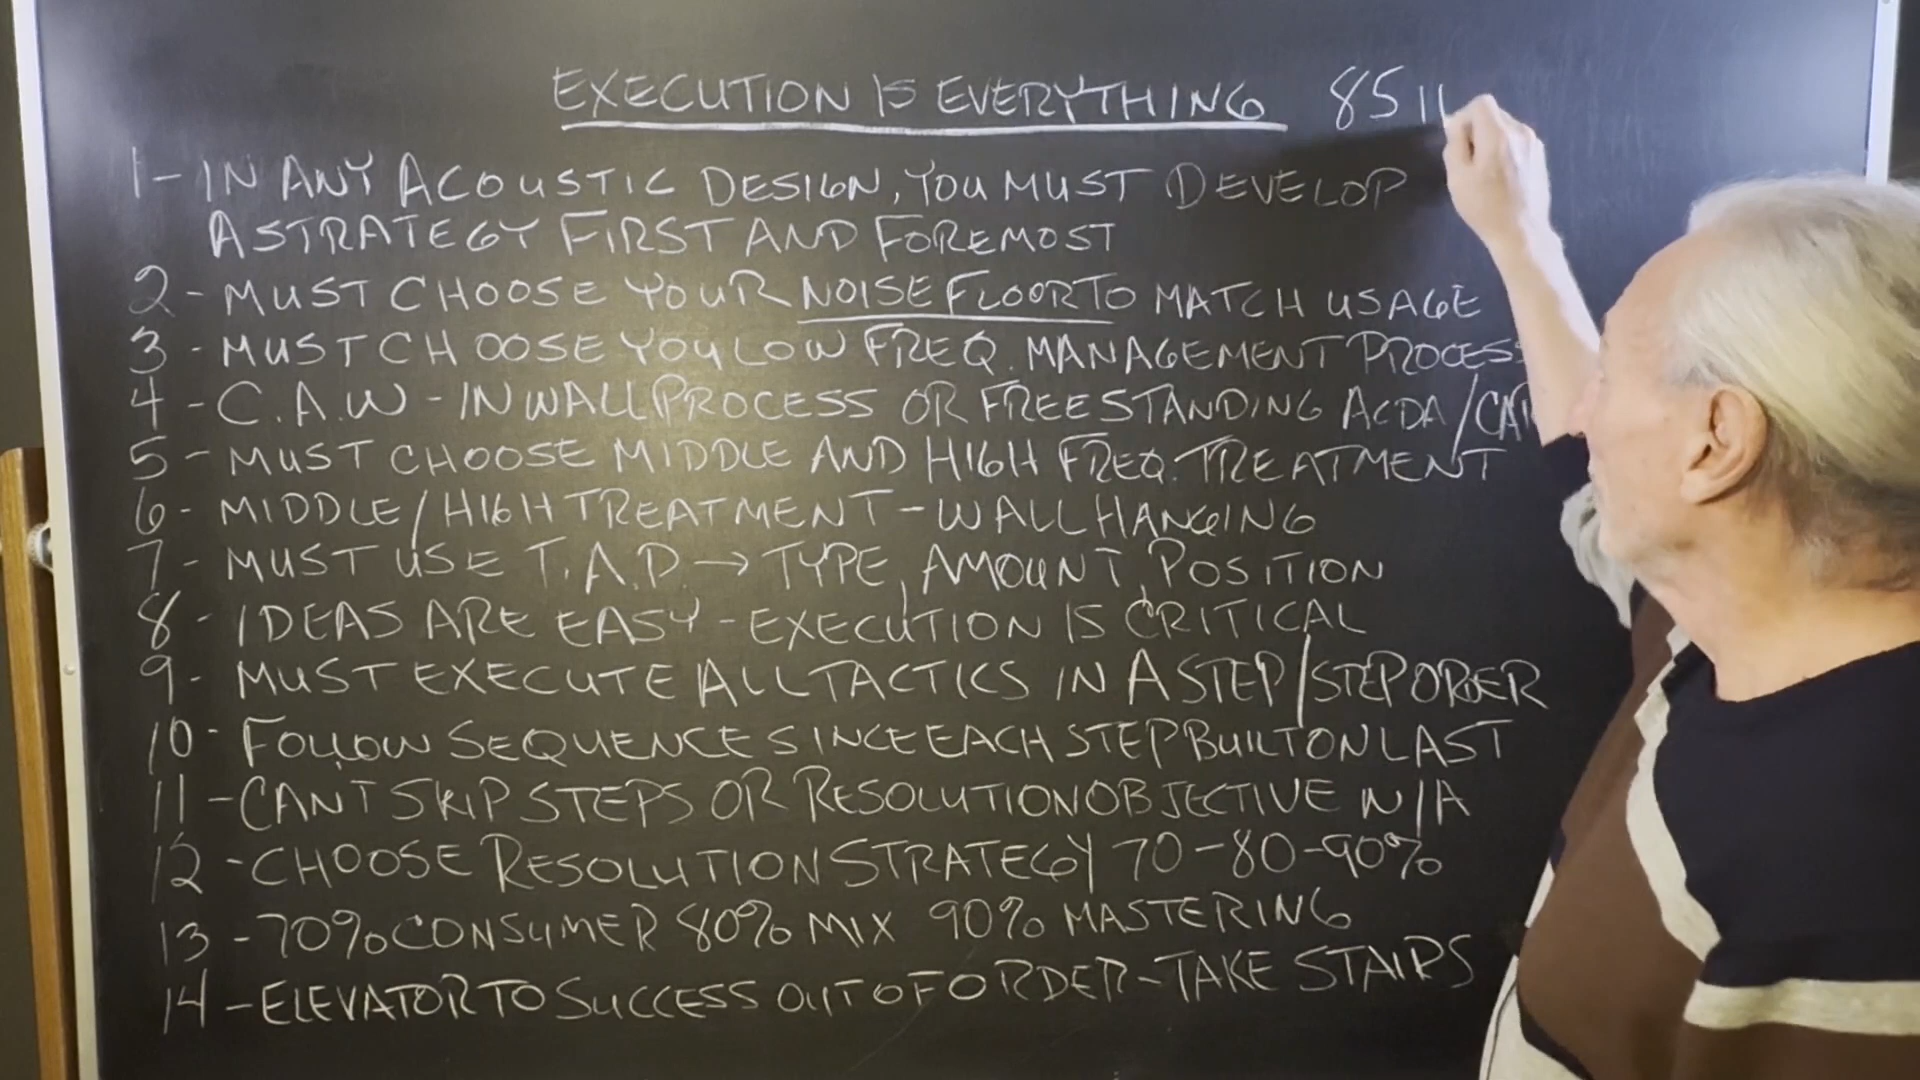 EXECUTION IS EVERYTHING 85
1- IN ANY ACOUSTIC DESIGN, YOU MUST DEVELOP
A STRATEGY FIRST AND FOREMOST
2- MUST CHOOSE YOUR NOISE FLOOR TO MATCH USAGE
3- MUST CHOOSE YOU LOW FREQ. MANAGEMENT PROCESS
4- C.A.W - IN WALL PROCESS OR FREESTANDING ACDA/
5- MUST CHOOSE MIDDLE AND HIGH FREQ. TREATMENT
6- MIDDLE/HIGH TREATMENT - WALL HANGING
7- MUST USE T.A.P. → TYPE, AMOUNT, POSITION
8- IDEAS ARE EASY - EXECUTION IS CRITICAL
9- MUST EXECUTE ALL TACTICS IN A STEP/STEP ORDER
10- FOLLOW SEQUENCE SINCE EACH STEP BUILT ON LAST
11- CANT SKIP STEPS OR RESOLUTION OBJECTIVE N/A
12- CHOOSE RESOLUTION STRATEGY 70-80-90%
13- 70% CONSUMER 80% MIX 90% MASTERING
14- ELEVATOR TO SUCCESS OUT OF ORDER - TAKE STAIRS